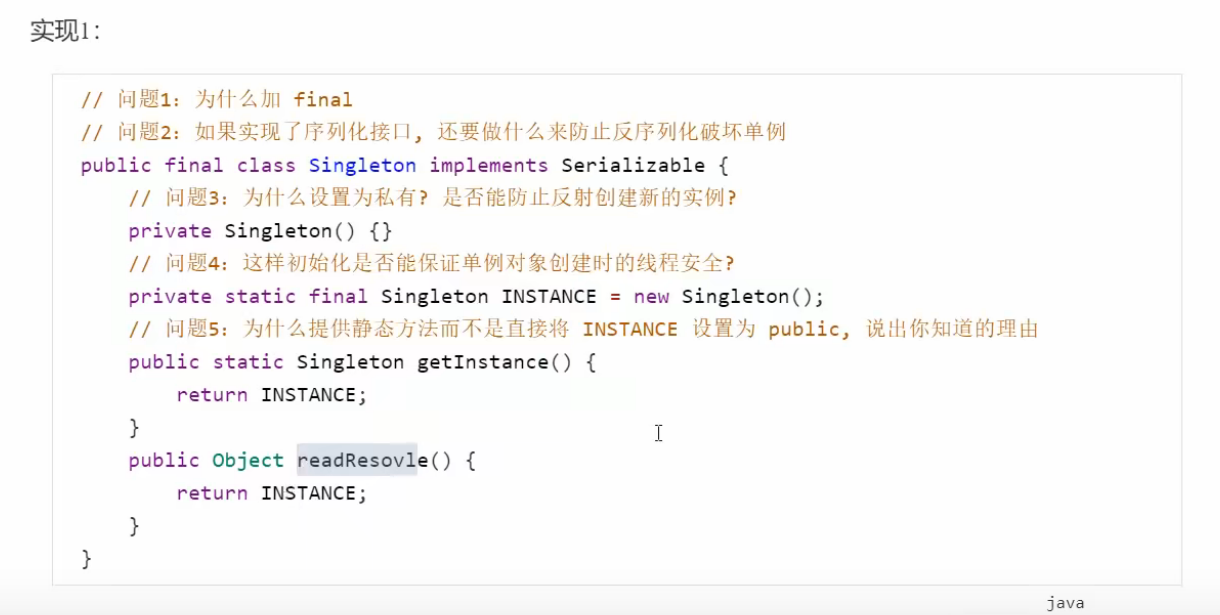 实现1:
// 问题1: 为什么加 final
// 问题2: 如果实现了序列化接口, 还要做什么来防止反序列化破坏单例
public final class Singleton implements Serializable {
    // 问题3: 为什么设置为私有? 是否能防止反射创建新的实例?
    private Singleton() {}
    // 问题4: 这样初始化是否能保证单例对象创建时的线程安全?
    private static final Singleton INSTANCE = new Singleton();
    // 问题5: 为什么提供静态方法而不是直接将 INSTANCE 设置为 public, 说出你知道的理由
    public static Singleton getInstance() {
        return INSTANCE;
    }
    public Object readResovle() {
        return INSTANCE;
    }
}
java